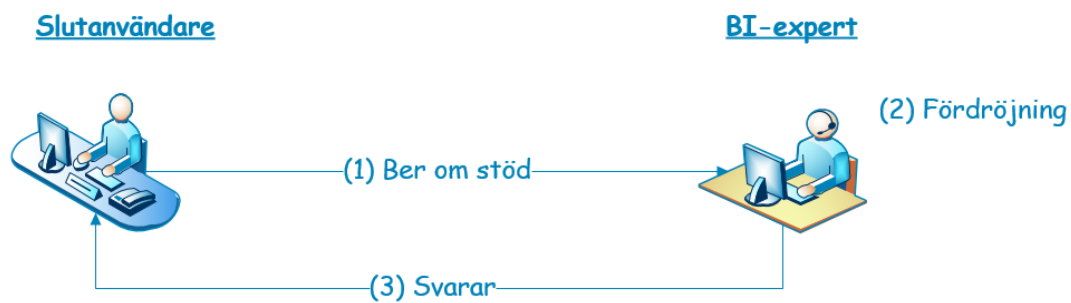 Slutanvändare
BI-expert
(2) Fördröjning
(1) Ber om stöd
(3) Svarar